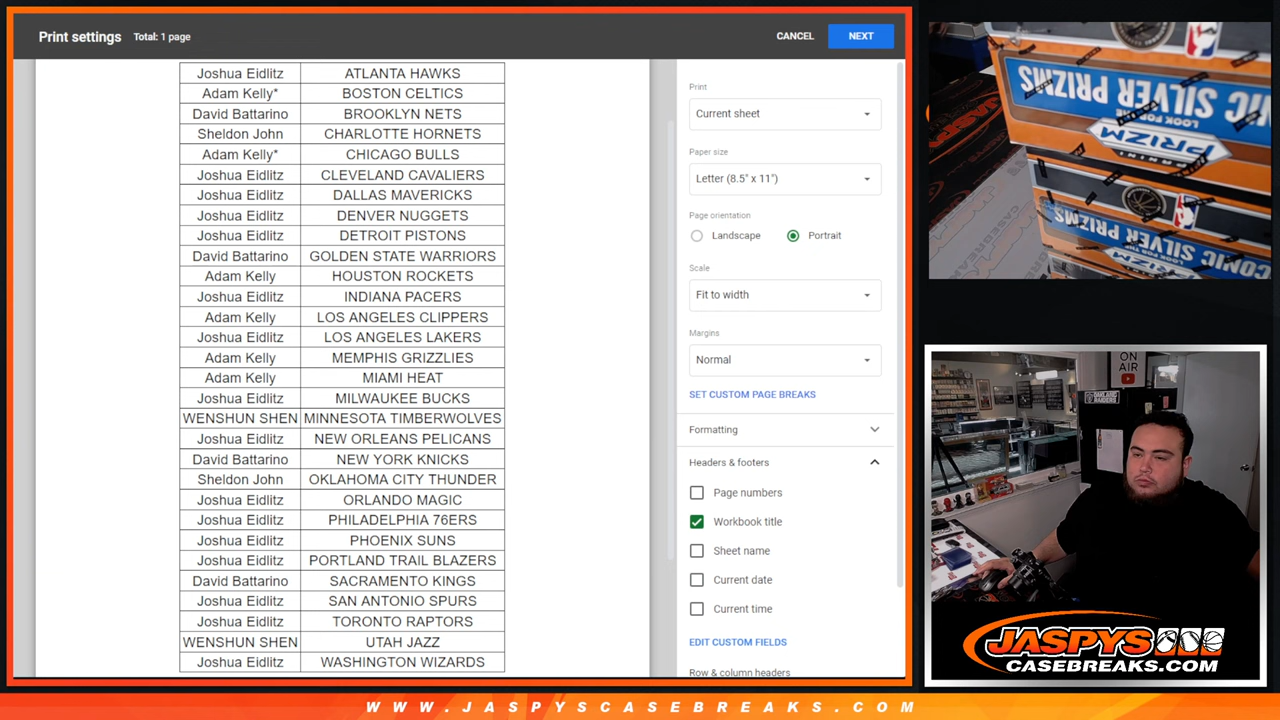 Print settings Total: 1 page CANCEL NEXT
Joshua Eidlitz ATLANTA HAWKS
Adam Kelly* BOSTON CELTICS
David Battarino BROOKLYN NETS
Sheldon John CHARLOTTE HORNETS
Adam Kelly* CHICAGO BULLS
Joshua Eidlitz CLEVELAND CAVALIERS
Joshua Eidlitz DALLAS MAVERICKS
Joshua Eidlitz DENVER NUGGETS
Joshua Eidlitz DETROIT PISTONS
David Battarino GOLDEN STATE WARRIORS
Adam Kelly HOUSTON ROCKETS
Joshua Eidlitz INDIANA PACERS
Adam Kelly LOS ANGELES CLIPPERS
Joshua Eidlitz LOS ANGELES LAKERS
Adam Kelly MEMPHIS GRIZZLIES
Adam Kelly MIAMI HEAT
Joshua Eidlitz MILWAUKEE BUCKS
WENSHUN SHEN MINNESOTA TIMBERWOLVES
Joshua Eidlitz NEW ORLEANS PELICANS
David Battarino NEW YORK KNICKS
Sheldon John OKLAHOMA CITY THUNDER
Joshua Eidlitz ORLANDO MAGIC
Joshua Eidlitz PHILADELPHIA 76ERS
Joshua Eidlitz PHOENIX SUNS
Joshua Eidlitz PORTLAND TRAIL BLAZERS
David Battarino SACRAMENTO KINGS
Joshua Eidlitz SAN ANTONIO SPURS
Joshua Eidlitz TORONTO RAPTORS
WENSHUN SHEN UTAH JAZZ
Joshua Eidlitz WASHINGTON WIZARDS
Print
Current sheet
Paper size
Letter (8.5" x 11")
Page orientation
Landscape Portrait
Scale
Fit to width
Margins
Normal
SET CUSTOM PAGE BREAKS
Formatting
Headers & footers
Page numbers
Workbook title
Sheet name
Current date
Current time
EDIT CUSTOM FIELDS
Row & column headers
NIC SILVER PRIZMS
LOOK FOR THE
PANINI
PRIZM
CONIC SILVER PRIZMS
ON
AIR
JASPYS
CASEBREAKS.COM
WWW.JASPYSCASEBREAKS.COM